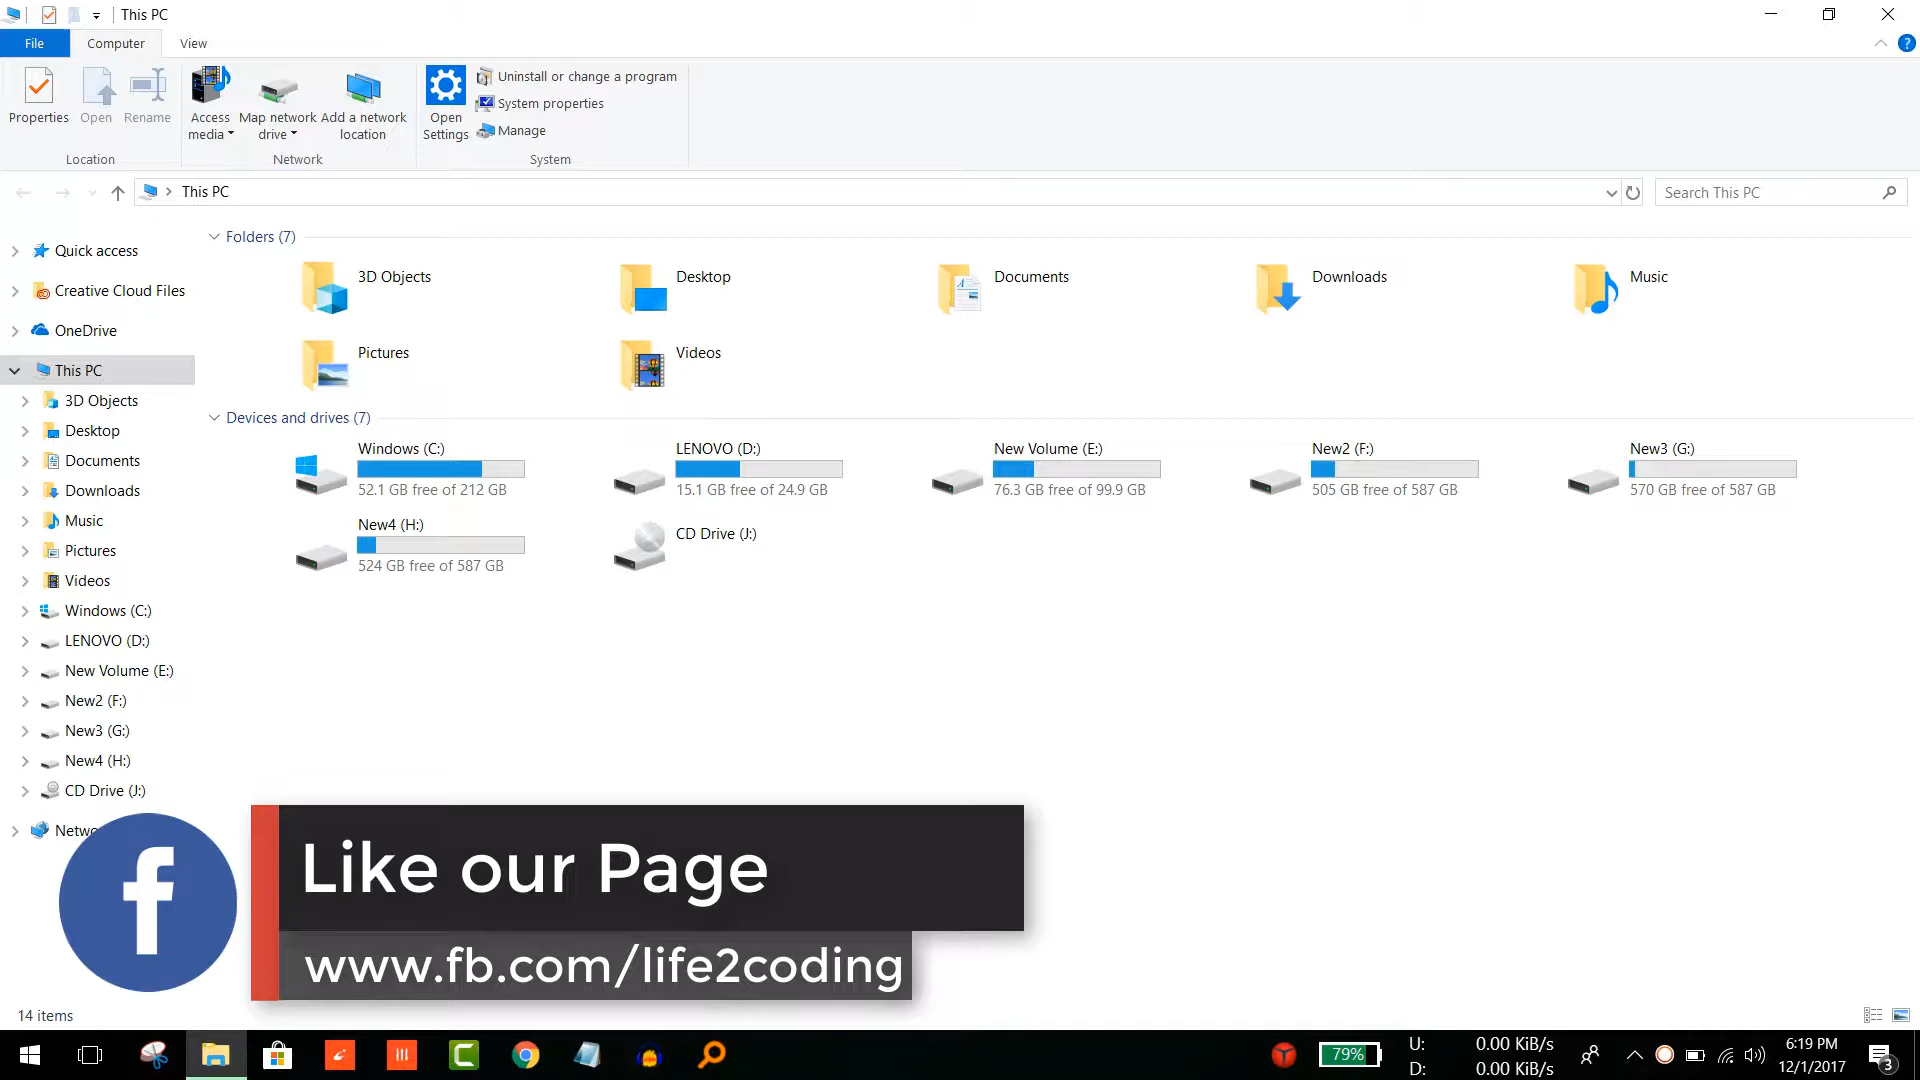 This PC
File Computer View
Properties Open Rename Access media Map network drive Add a network location Open Settings Uninstall or change a program
System properties
Manage
Location Network System
This PC
Search This PC
Quick access
Creative Cloud Files
OneDrive
This PC
3D Objects
Desktop
Documents
Downloads
Music
Pictures
Videos
Windows (C:)
LENOVO (D:)
New Volume (E:)
New2 (F:)
New3 (G:)
New4 (H:)
CD Drive (J:)
Netwo
Folders (7)
3D Objects Desktop Documents Downloads Music
Pictures Videos
Devices and drives (7)
Windows (C:) LENOVO (D:) New Volume (E:) New2 (F:) New3 (G:)
52.1 GB free of 212 GB 15.1 GB free of 24.9 GB 76.3 GB free of 99.9 GB 505 GB free of 587 GB 570 GB free of 587 GB
New4 (H:) CD Drive (J:)
524 GB free of 587 GB
Like our Page
www.fb.com/life2coding
14 items
79%
U: 0.00 KiB/s
D: 0.00 KiB/s
6:19 PM
12/1/2017
3